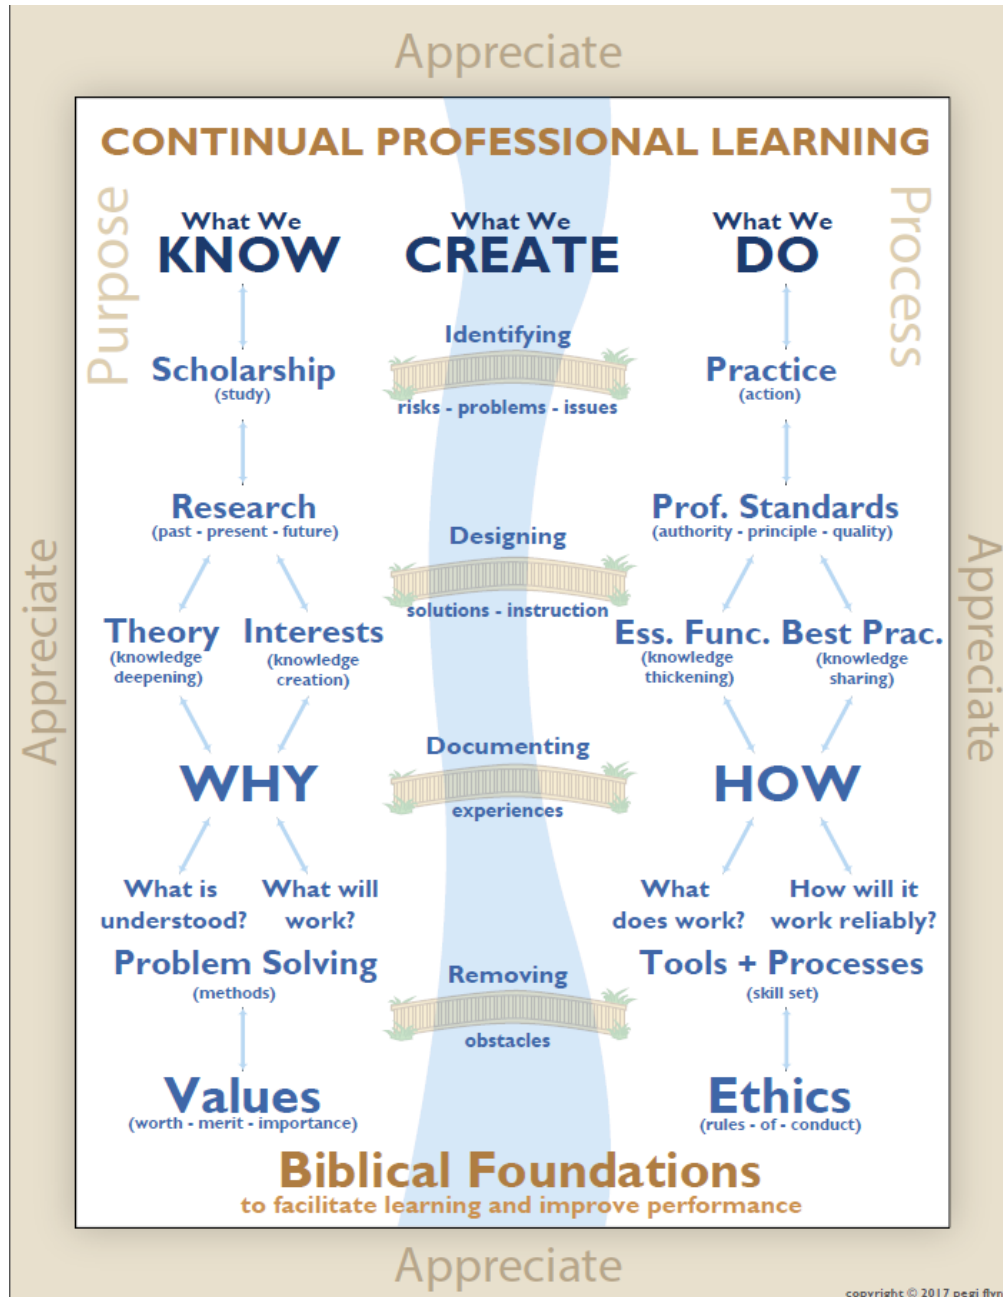 Appreciate
CONTINUAL PROFESSIONAL LEARNING
Purpose
Process
What We
KNOW
What We
CREATE
What We
DO
Scholarship
(study)
Identifying
risks - problems - issues
Practice
(action)
Research
(past - present - future)
Designing
solutions - instruction
Prof. Standards
(authority - principle - quality)
Theory
(knowledge
deepening)
Interests
(knowledge
creation)
Ess. Func.
(knowledge
thickening)
Best Prac.
(knowledge
sharing)
Appreciate
Appreciate
WHY
Documenting
experiences
HOW
What is
understood?
What will
work?
What
does work?
How will it
work reliably?
Problem Solving
(methods)
Removing
obstacles
Tools + Processes
(skill set)
Values
(worth - merit - importance)
Ethics
(rules - of - conduct)
Biblical Foundations
to facilitate learning and improve performance
Appreciate
copyright © 2017 pegi